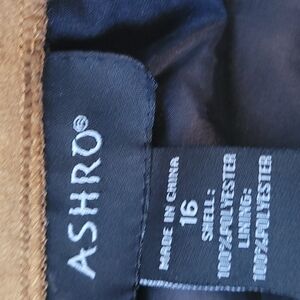 ASHRO®
MADE IN CHINA
16
SHELL:
100%POLYESTER
LINING:
100%POLYESTER